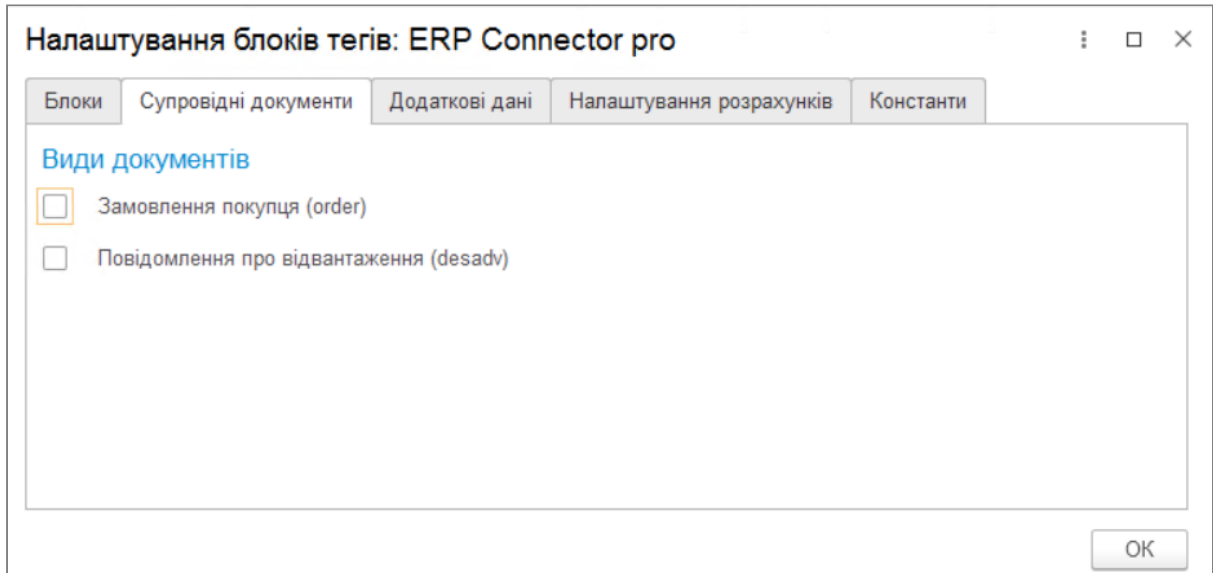 Налаштування блоків тегів: ERP Connector pro
Блоки Супровідні документи Додаткові дані Налаштування розрахунків Константи
Види документів
Замовлення покупця (order)
Повідомлення про відвантаження (desadv)
ОК